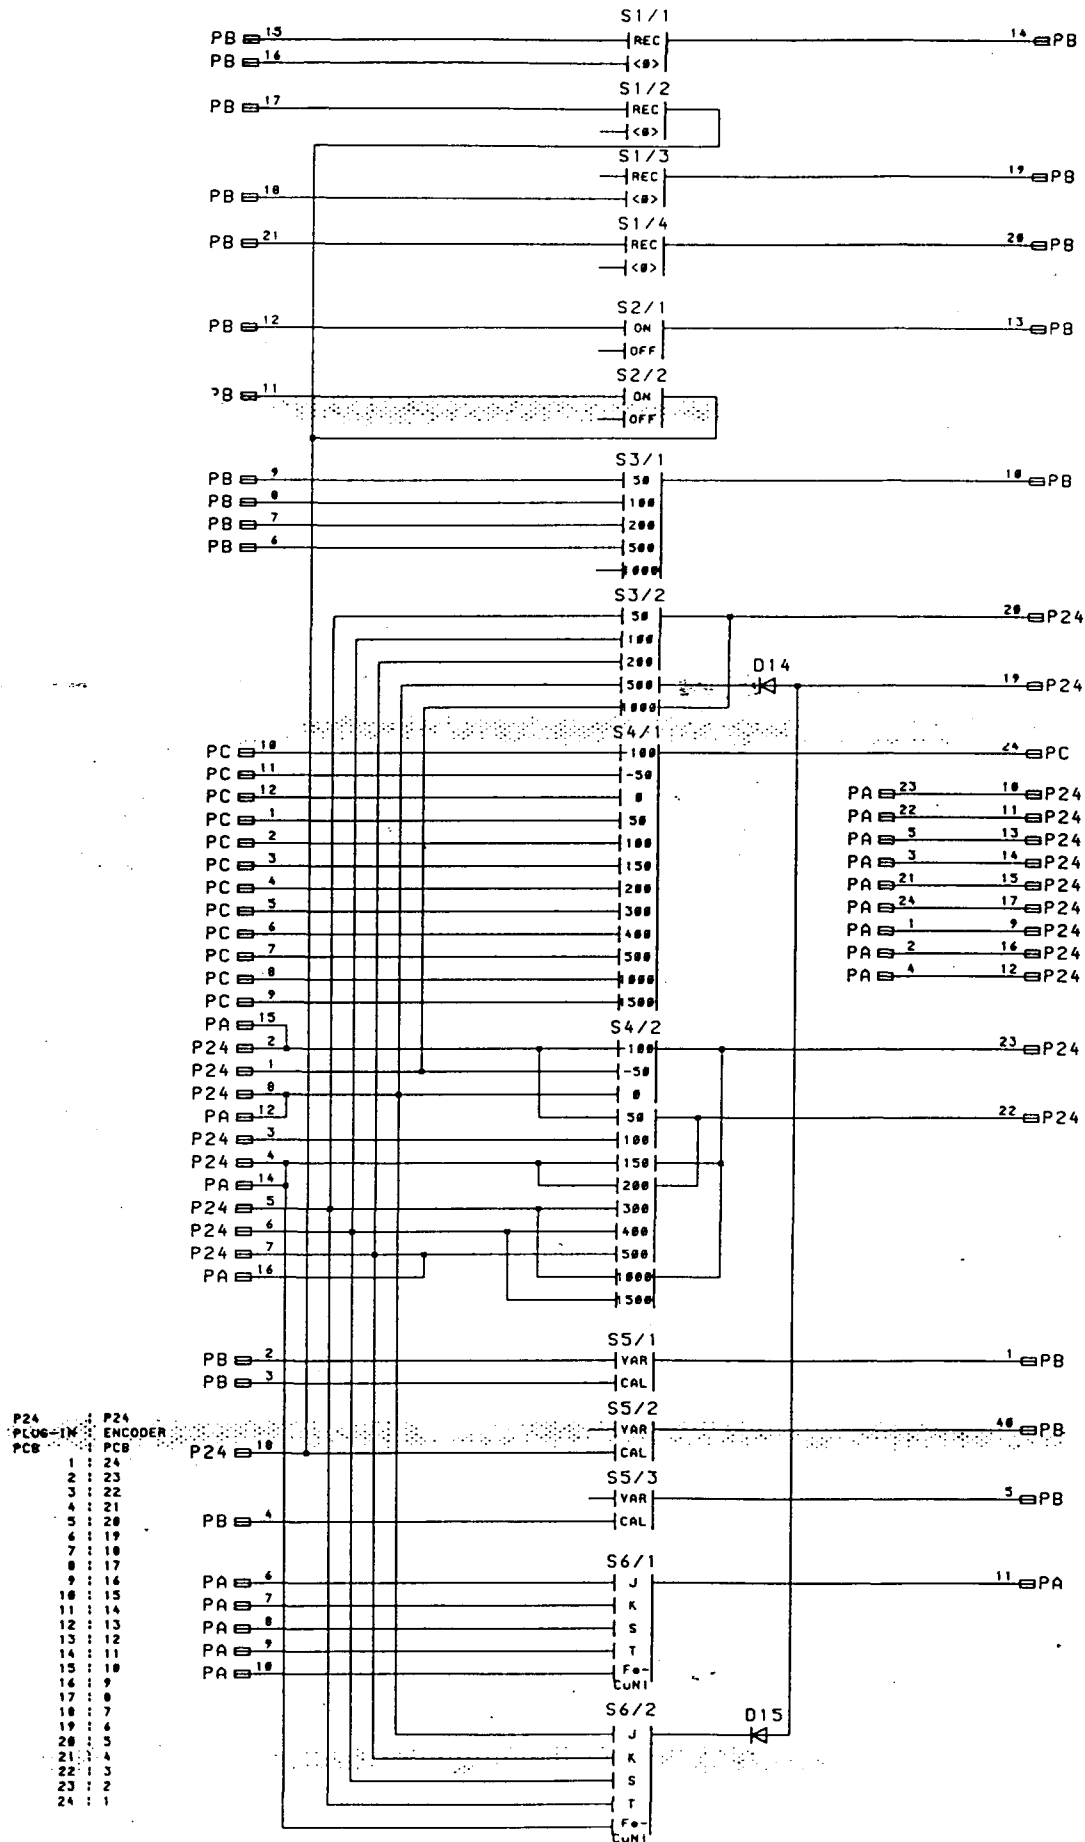 S1/1
PB 15 REC 14 PB
PB 16 <0>
S1/2
PB 17 REC
<0>
S1/3
REC 19 PB
PB 18 <0>
S1/4
PB 21 REC 20 PB
<0>
S2/1
PB 12 ON 13 PB
OFF
S2/2
PB 11 ON
OFF
S3/1
PB 9 50 10 PB
PB 8 100
PB 7 200
PB 6 500
1000
S3/2
50 20 P24
100
200 D14
500 19 P24
1000
S4/1
PC 10 -100 24 PC
PC 11 -50
PC 12 0 PA 23 10 P24
PC 1 50 PA 22 11 P24
PC 2 100 PA 5 13 P24
PC 3 150 PA 3 14 P24
PC 4 200 PA 21 15 P24
PC 5 300 PA 24 17 P24
PC 6 400 PA 1 9 P24
PC 7 500 PA 2 16 P24
PC 8 1000 PA 4 12 P24
PC 9 1500
PA 15
S4/2
P24 2 -100 23 P24
P24 1 -50
P24 8 0
PA 12 50 22 P24
P24 3 100
P24 4 150
PA 14 200
P24 5 300
P24 6 400
P24 7 500
PA 16 1000
1500
S5/1
PB 2 VAR 1 PB
PB 3 CAL
S5/2
VAR 40 PB
P24 18 CAL
S5/3
VAR 5 PB
PB 4 CAL
S6/1
PA 6 J 11 PA
PA 7 K
PA 8 S
PA 9 T
PA 10 Fe-
CuNi
S6/2
J D15
K
S
T
Fe-
CuNi
P24 : P24
PLUG-IN : ENCODER
PCB PCB
1 : 24
2 : 23
3 : 22
4 : 21
5 : 20
6 : 19
7 : 18
8 : 17
9 : 16
10 : 15
11 : 14
12 : 13
13 : 12
14 : 11
15 : 10
16 : 9
17 : 8
18 : 7
19 : 6
20 : 5
21 : 4
22 : 3
23 : 2
24 : 1